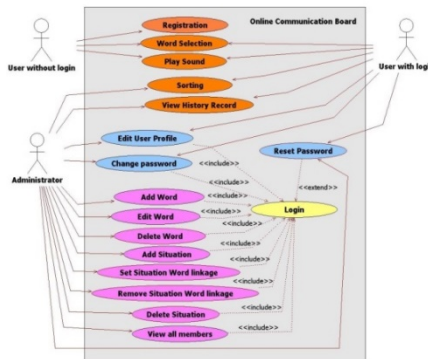 Online Communication Board
Registration
Word Selection
Play Sound
User without login
User with logi
Sorting
View History Record
Edit User Profile
Reset Password
Change password
Administrator
<<include>>
<<include>>
<<extend>>
Add Word
<<include>>
Edit Word
<<include>>
Login
Delete Word
<<include>>
Add Situation
<<include>>
Set Situation Word linkage
<<include>>
Remove Situation Word linkage
<<include>>
Delete Situation
<<include>>
View all members
<<include>>